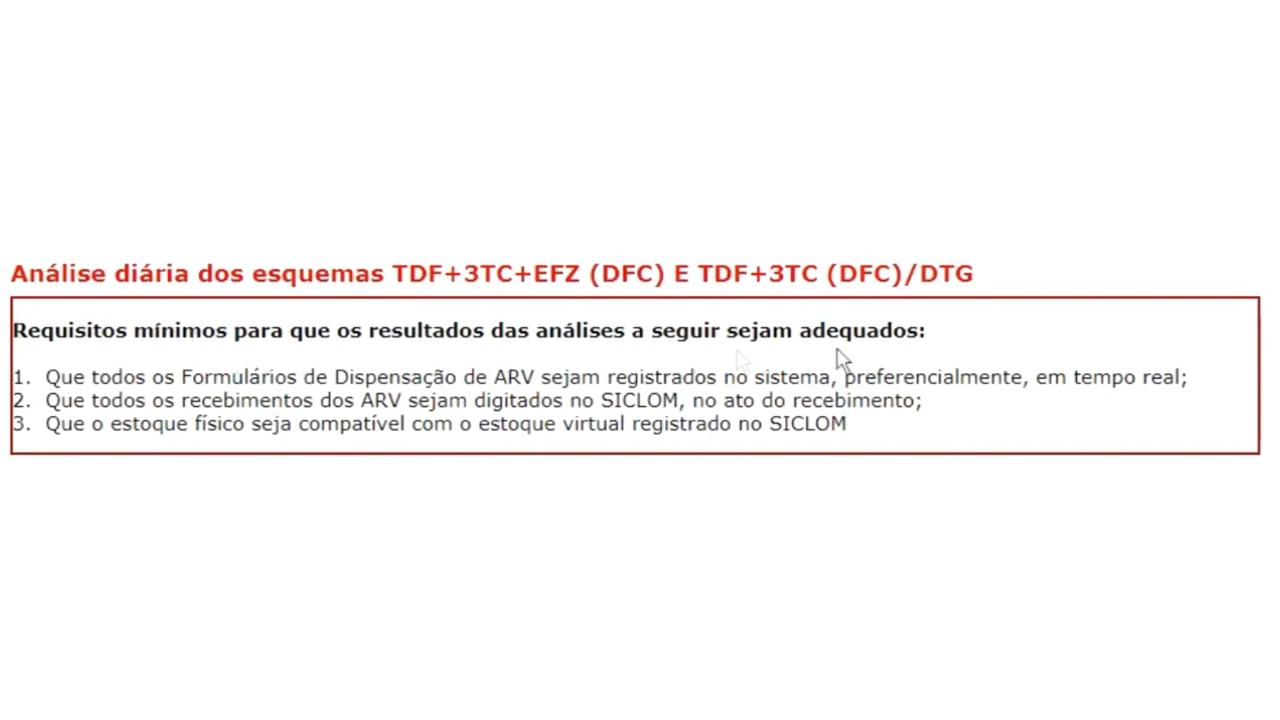 Análise diária dos esquemas TDF+3TC+EFZ (DFC) E TDF+3TC (DFC)/DTG
Requisitos mínimos para que os resultados das análises a seguir sejam adequados:
1. Que todos os Formulários de Dispensação de ARV sejam registrados no sistema, preferencialmente, em tempo real;
2. Que todos os recebimentos dos ARV sejam digitados no SICLOM, no ato do recebimento;
3. Que o estoque físico seja compatível com o estoque virtual registrado no SICLOM